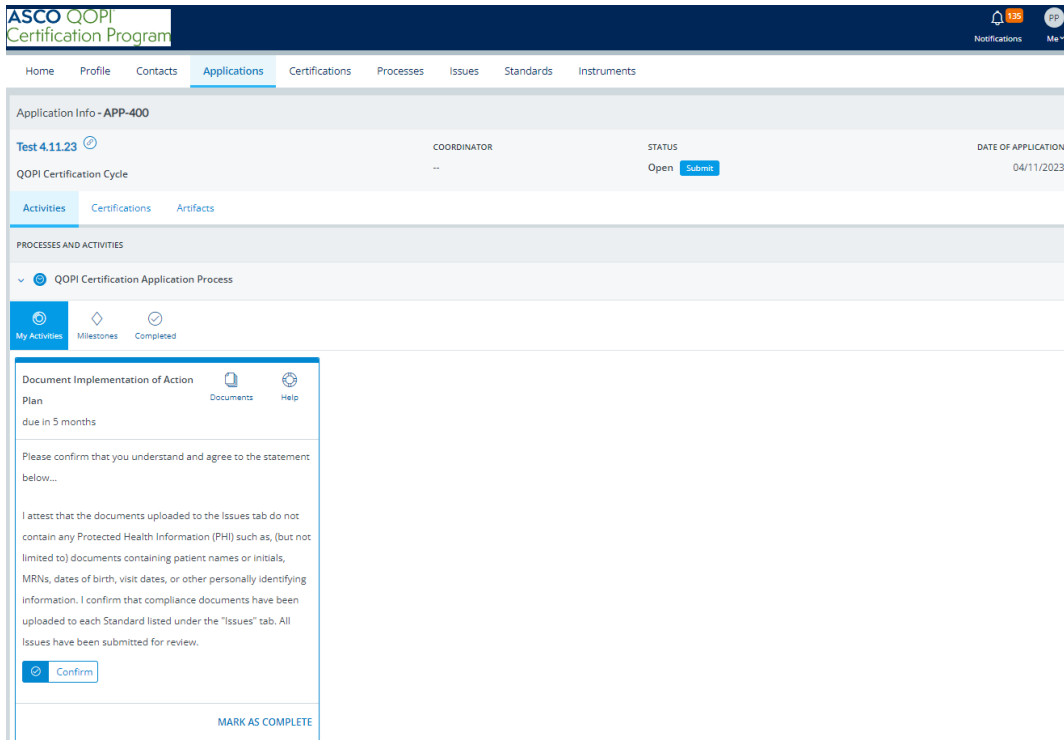 ASCO QOPI
Certification Program
135
PP
Notifications
Me
Home Profile Contacts Applications Certifications Processes Issues Standards Instruments
Application Info - APP-400
Test 4.11.23
COORDINATOR
STATUS
DATE OF APPLICATION
--
Open Submit
04/11/2023
QOPI Certification Cycle
Activities Certifications Artifacts
PROCESSES AND ACTIVITIES
QOPI Certification Application Process
My Activities Milestones Completed
Document Implementation of Action
Plan
Documents Help
due in 5 months
Please confirm that you understand and agree to the statement
below...
I attest that the documents uploaded to the Issues tab do not
contain any Protected Health Information (PHI) such as, (but not
limited to) documents containing patient names or initials,
MRNs, dates of birth, visit dates, or other personally identifying
information. I confirm that compliance documents have been
uploaded to each Standard listed under the "Issues" tab. All
Issues have been submitted for review.
Confirm
MARK AS COMPLETE